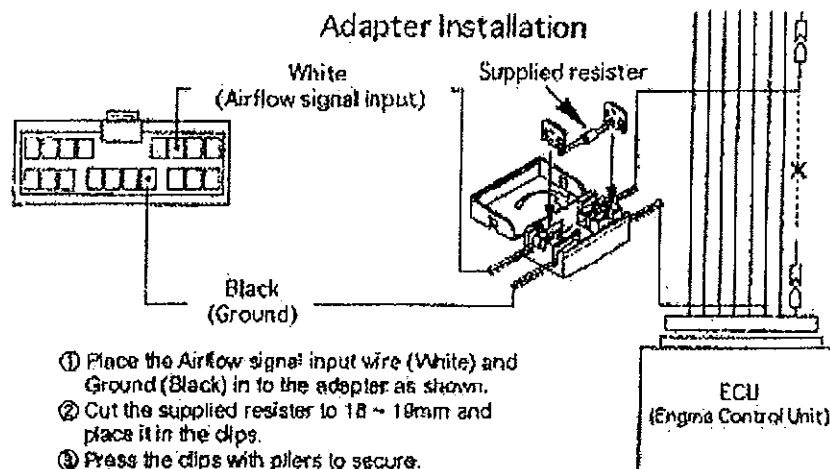 Adapter Installation
White
(Airflow signal input)
Supplied resister
Black
(Ground)
① Place the Airflow signal input wire (White) and
Ground (Black) in to the adapter as shown.
② Cut the supplied resister to 18 ~ 19mm and
place it in the clips.
③ Press the clips with pliers to secure.
ECU
(Engine Control Unit)